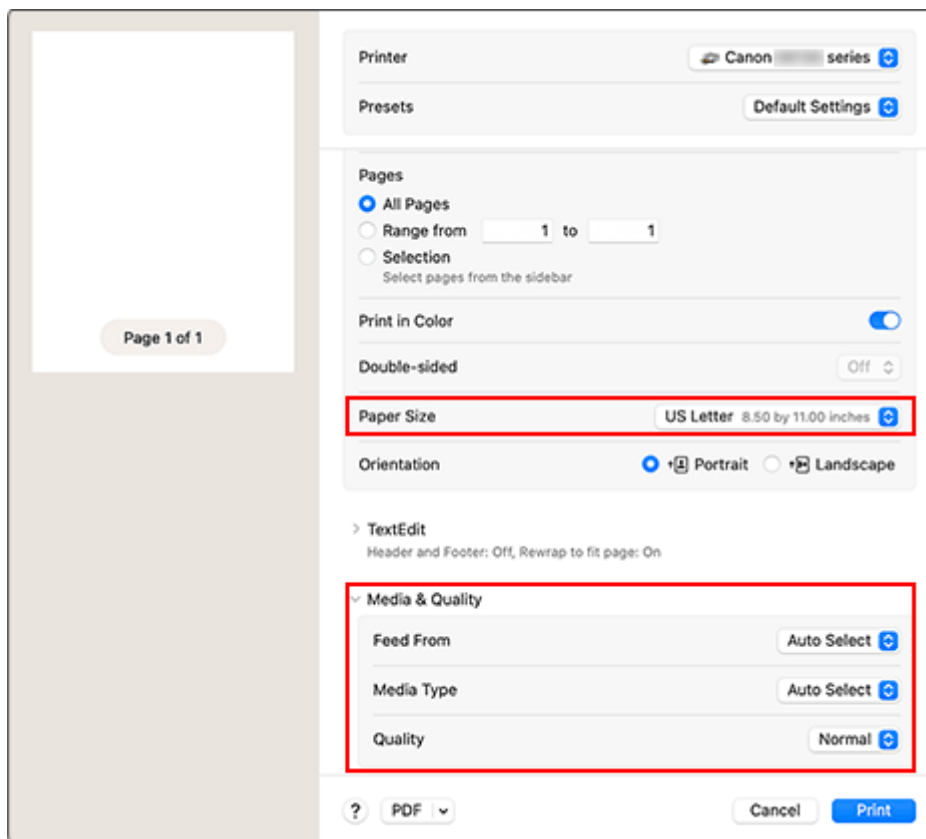 Printer Canon series
Presets Default Settings
Pages
All Pages
Range from 1 to 1
Selection
Select pages from the sidebar
Page 1 of 1
Print in Color
Double-sided Off
Paper Size US Letter 8.50 by 11.00 inches
Orientation Portrait Landscape
TextEdit
Header and Footer: Off, Rewrap to fit page: On
Media & Quality
Feed From Auto Select
Media Type Auto Select
Quality Normal
? PDF Cancel Print